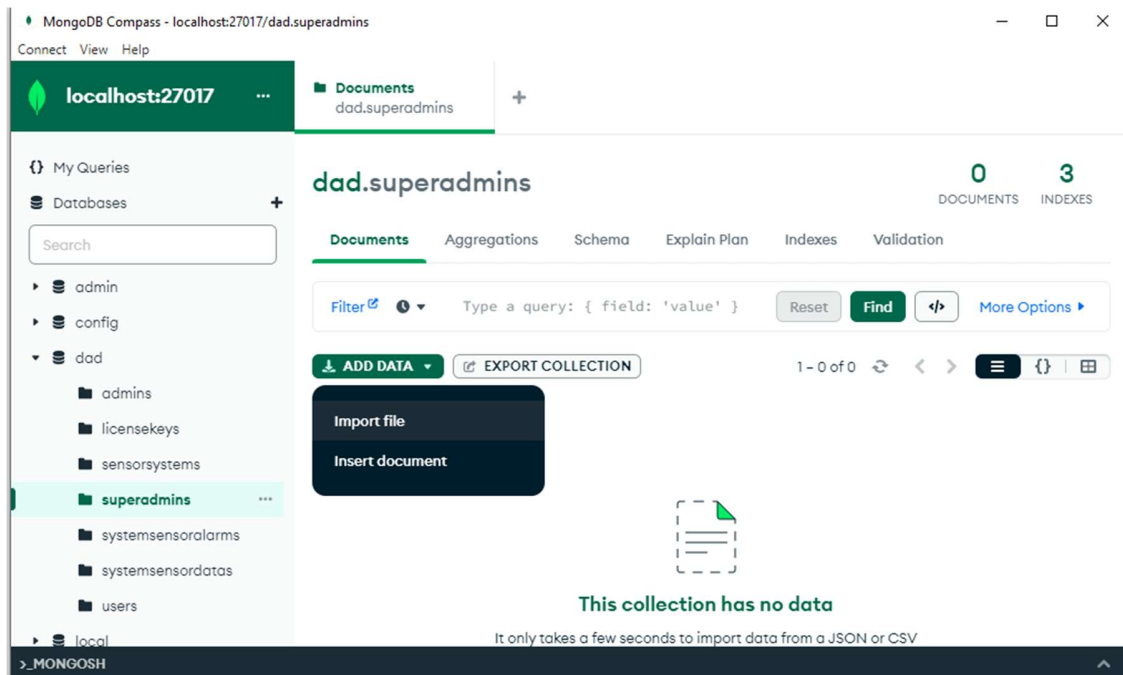 MongoDB Compass - localhost:27017/dad.superadmins
Connect View Help
localhost:27017 ...
Documents
dad.superadmins
+
{} My Queries
Databases +
Search
admin
config
dad
admins
licensekeys
sensorsystems
superadmins ...
systemsensoralarms
systemsensordatas
users
local
dad.superadmins
0
DOCUMENTS
3
INDEXES
Documents Aggregations Schema Explain Plan Indexes Validation
Filter Type a query: { field: 'value' } Reset Find </> More Options
ADD DATA EXPORT COLLECTION 1 – 0 of 0 {}
Import file
Insert document
This collection has no data
It only takes a few seconds to import data from a JSON or CSV
>_MONGOSH